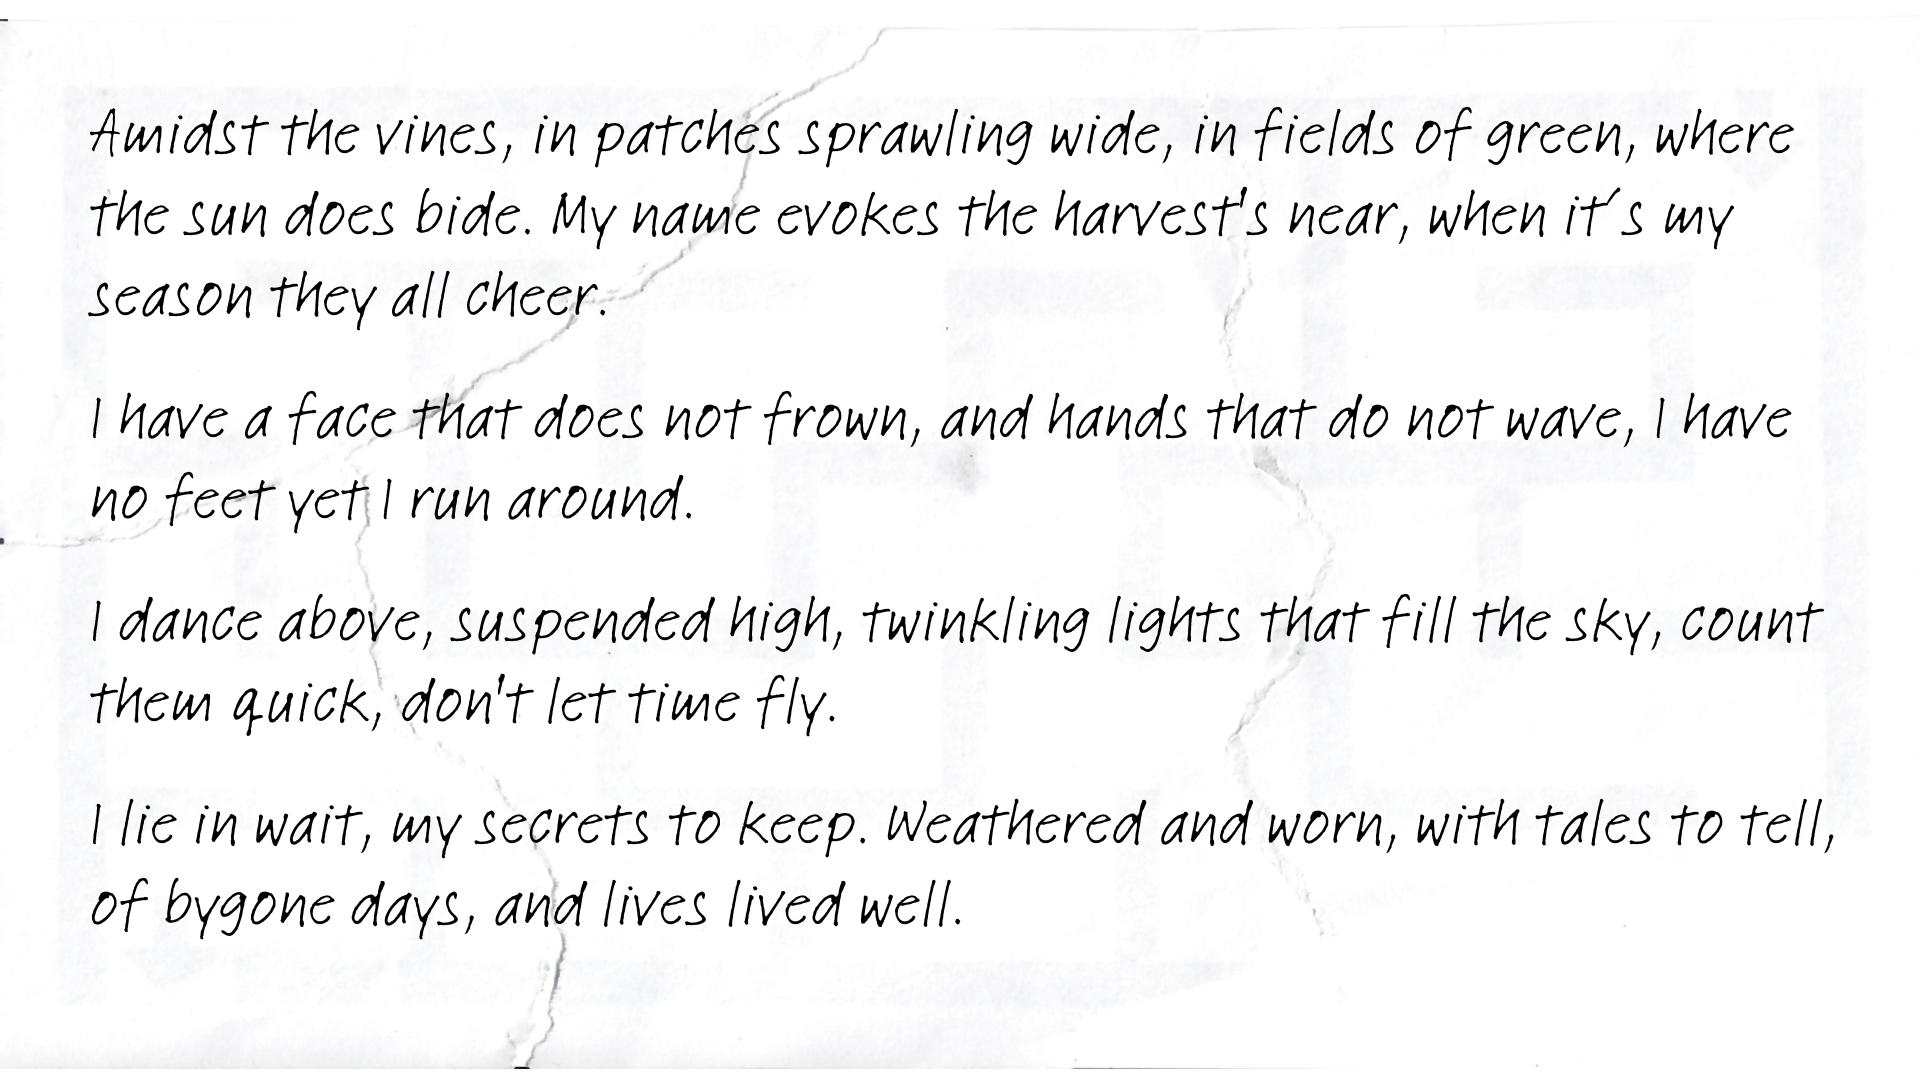 Amidst the vines, in patches sprawling wide, in fields of green, where
the sun does bide. My name evokes the harvest's near, when it's my
season they all cheer.
I have a face that does not frown, and hands that do not wave, I have
no feet yet I run around.
I dance above, suspended high, twinkling lights that fill the sky, count
them quick, don't let time fly.
I lie in wait, my secrets to keep. Weathered and worn, with tales to tell,
of bygone days, and lives lived well.